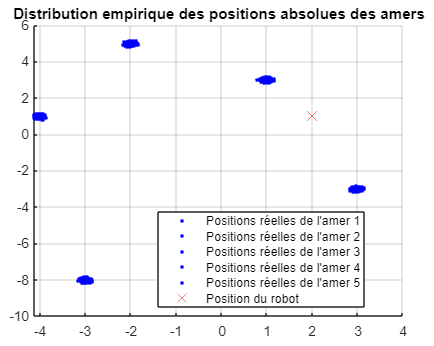 Distribution empirique des positions absolues des amers
6
4
2
0
-2
-4
-6
-8
-10
Positions réelles de l'amer 1
Positions réelles de l'amer 2
Positions réelles de l'amer 3
Positions réelles de l'amer 4
Positions réelles de l'amer 5
Position du robot
-4 -3 -2 -1 0 1 2 3 4